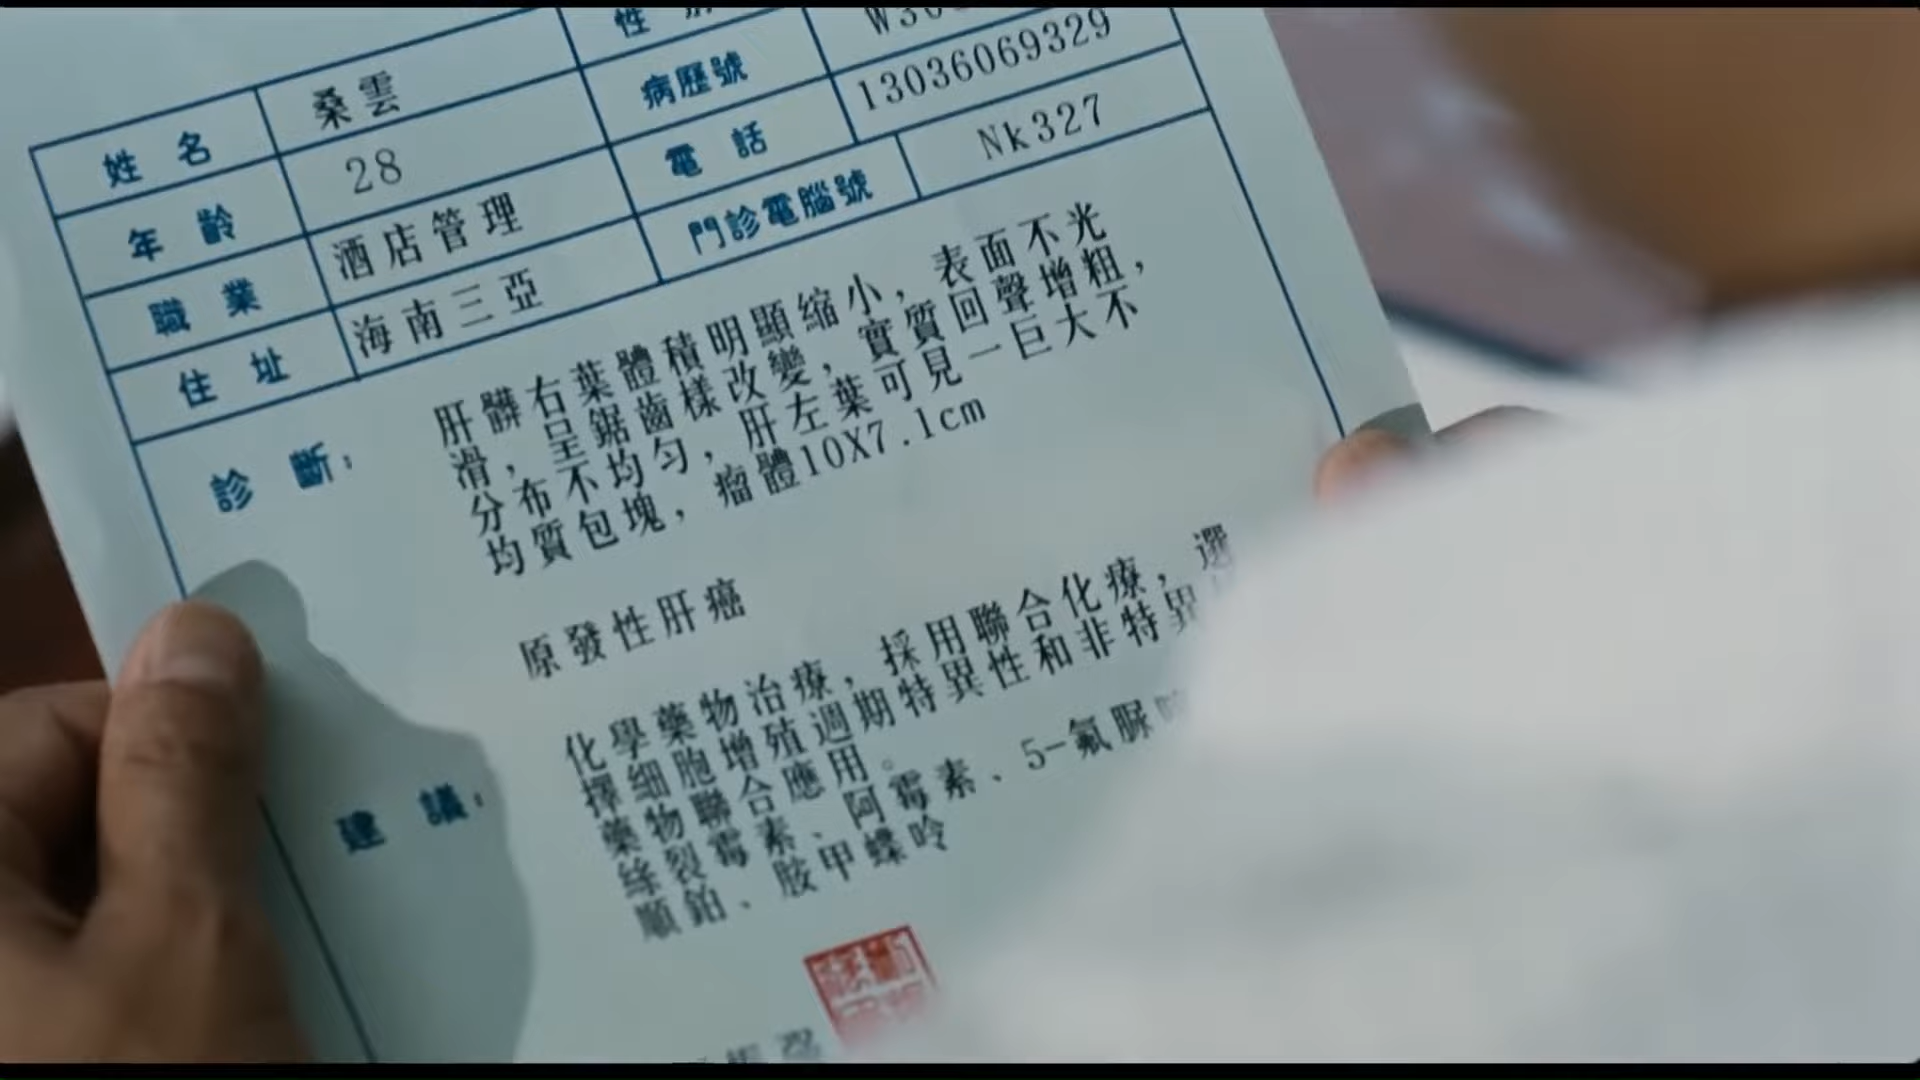 性
姓 名 桑雲 病歷號 13036069329
年 齡 28 電 話 Nk327
職 業 酒店管理 門診電腦號
住 址 海南三亞
診 斷: 肝髒右葉體積明顯縮小，表面不光
滑，呈鋸齒樣改變，實質回聲增粗，
分布不均勻，肝左葉可見一巨大不
均質包塊，瘤體10X7.1cm
原發性肝癌
建 議: 化學藥物治療，採用聯合化療，選
擇細胞增殖週期特異性和非特異
藥物聯合應用。
絲裂霉素、阿霉素、5-氟脲
順鉑、胺甲蝶呤